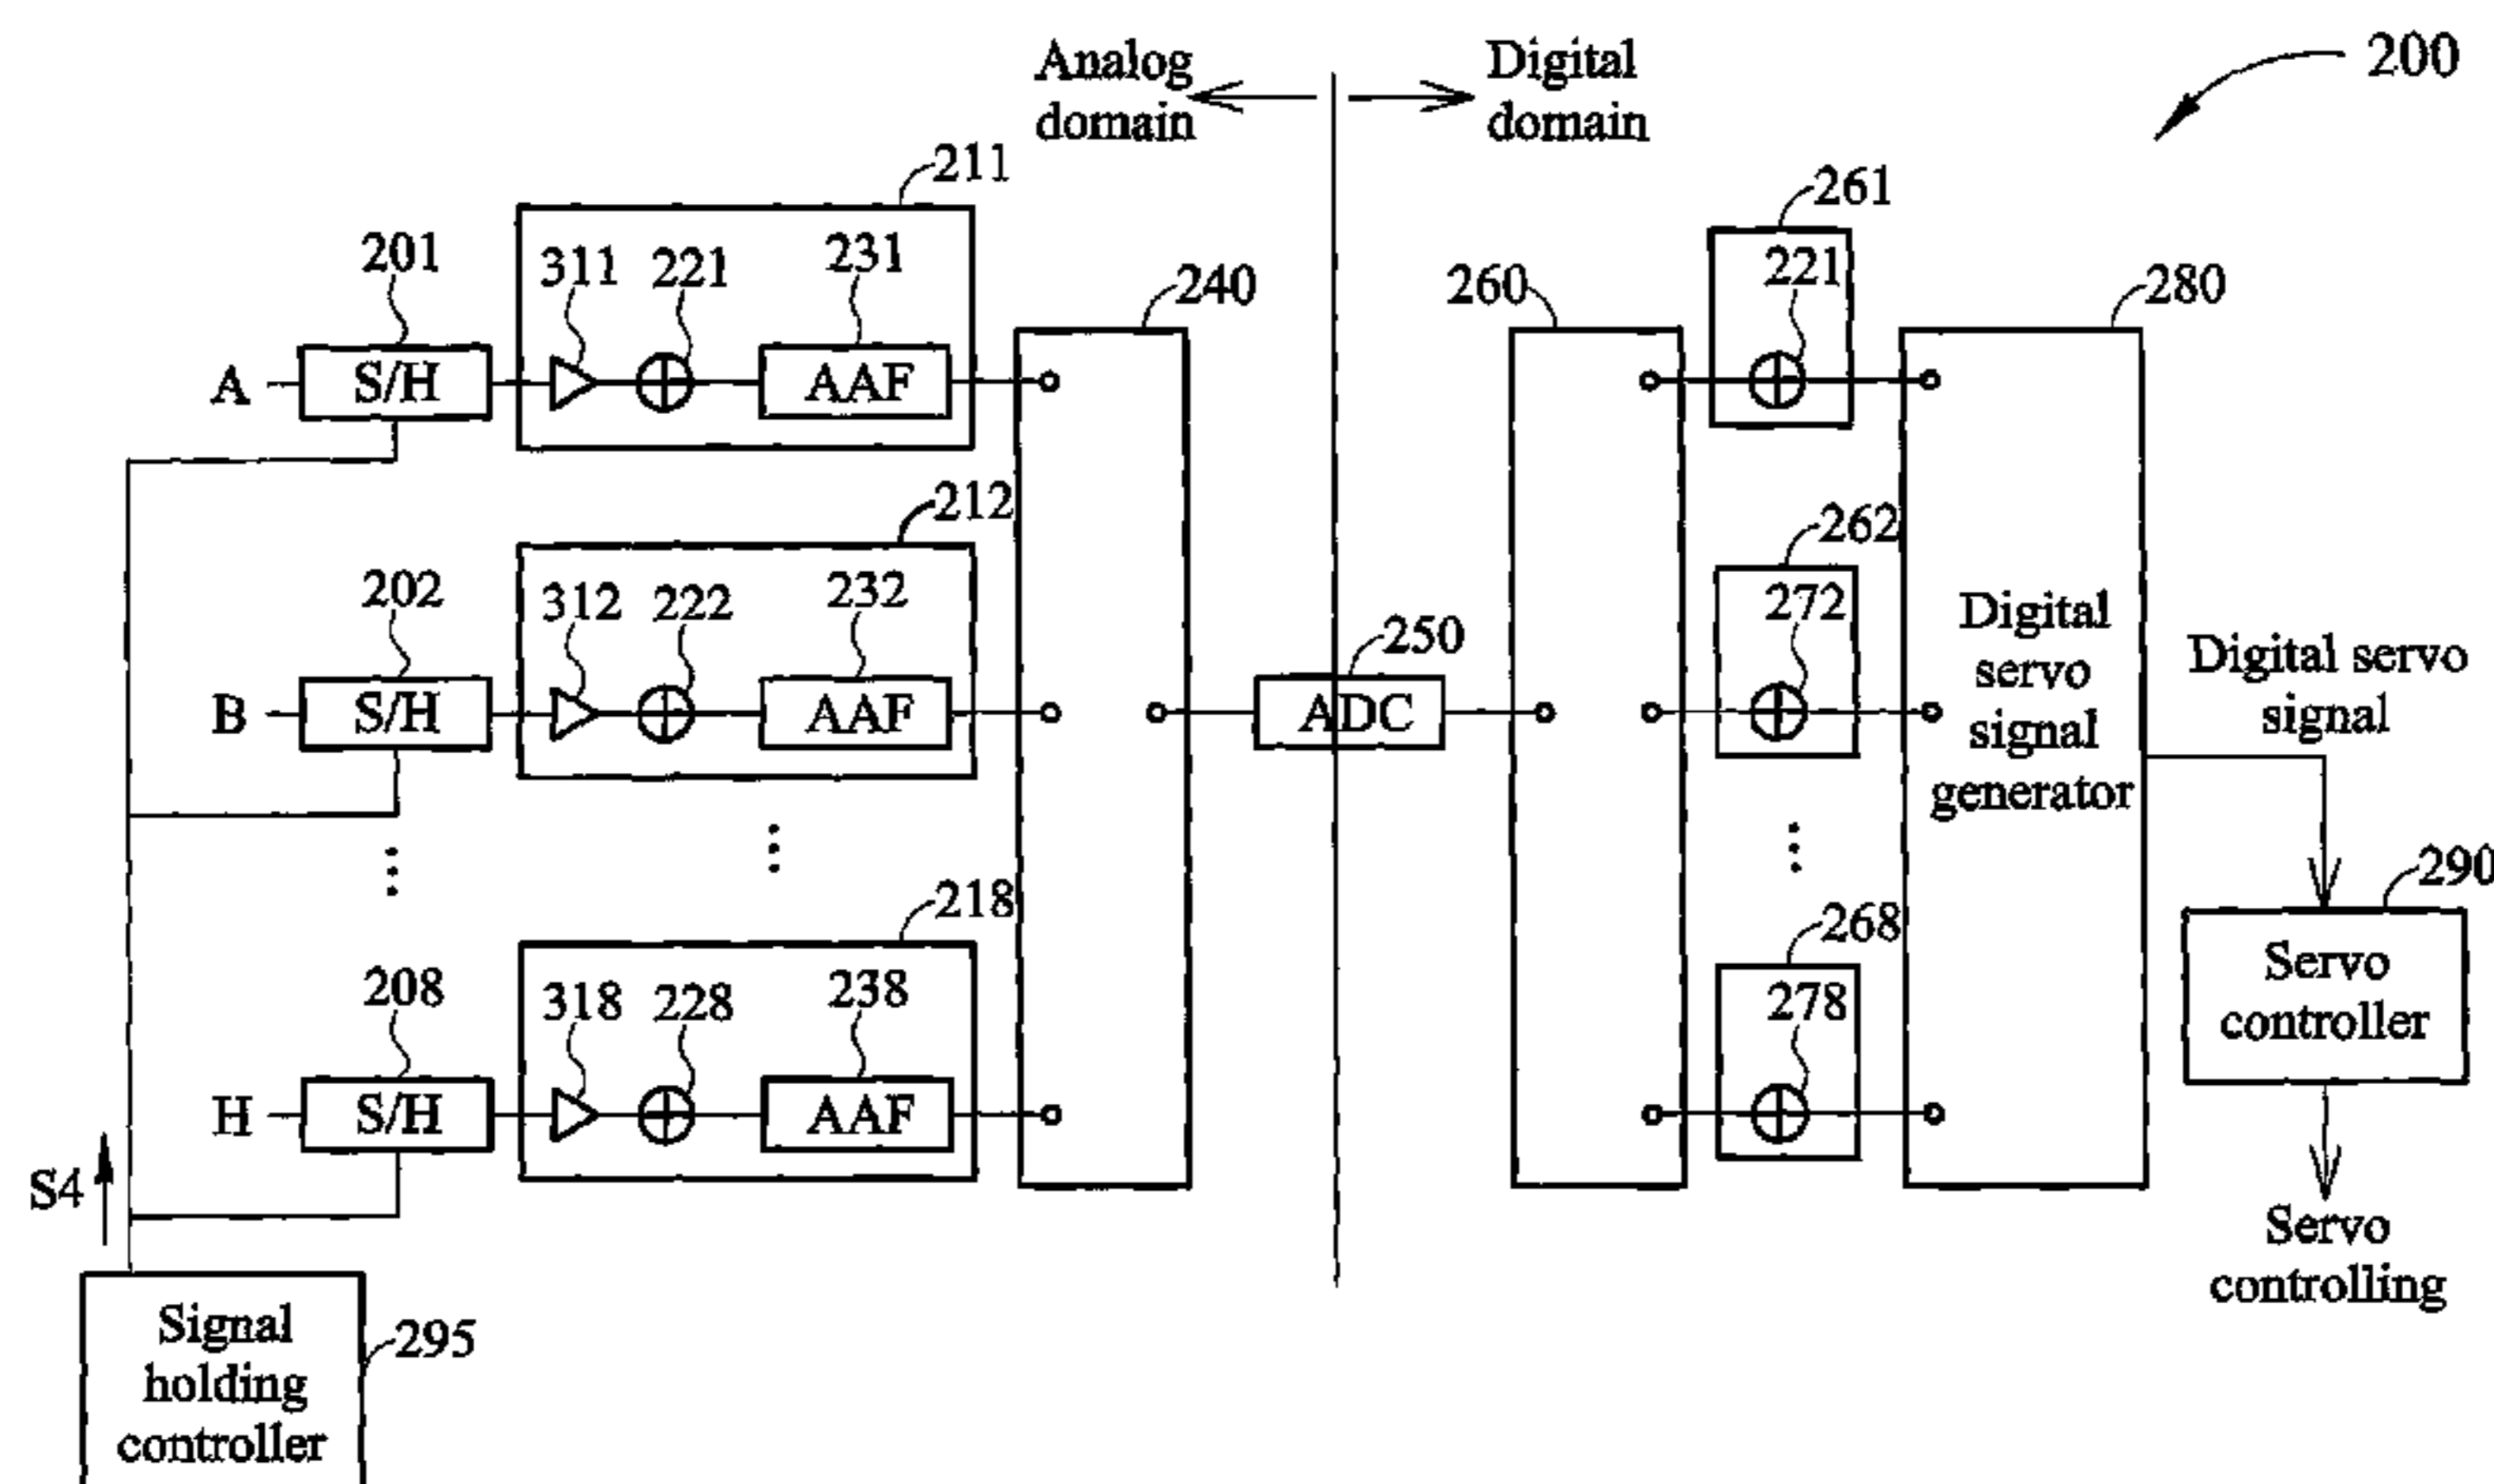 Analog
domain
Digital
domain
200
211
261
201
311
221
231
240
260
221
280
A
S/H
AAF
212
262
202
312
222
232
250
272
Digital
servo
signal
generator
Digital servo
signal
B
S/H
AAF
ADC
218
268
290
208
318
228
238
278
Servo
controller
H
S/H
AAF
S4
Servo
controlling
Signal
holding
controller
295